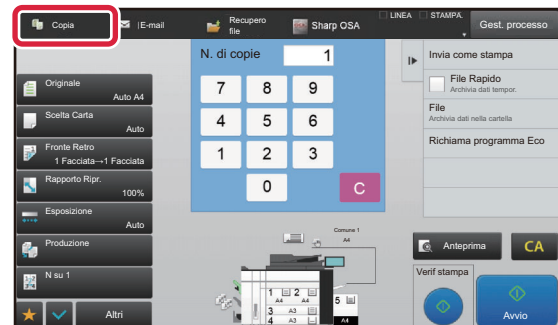 Copia
E-mail
Recupero
file
Sharp OSA
LINEA
STAMPA.
Gest. processo
Originale
Auto A4
Scelta Carta
Auto
Fronte Retro
1 Facciata→1 Facciata
Rapporto Ripr.
100%
Esposizione
Auto
Produzione
N su 1
Altri
N. di copie
1
7 8 9
4 5 6
1 2 3
0 C
Comune 1
A4
1 2
A4 A4
3 A3
4 A3
5
A4
Invia come stampa
File Rapido
Archivia dati tempor.
File
Archivia dati nella cartella
Richiama programma Eco
Anteprima
CA
Verif stampa
Avvio